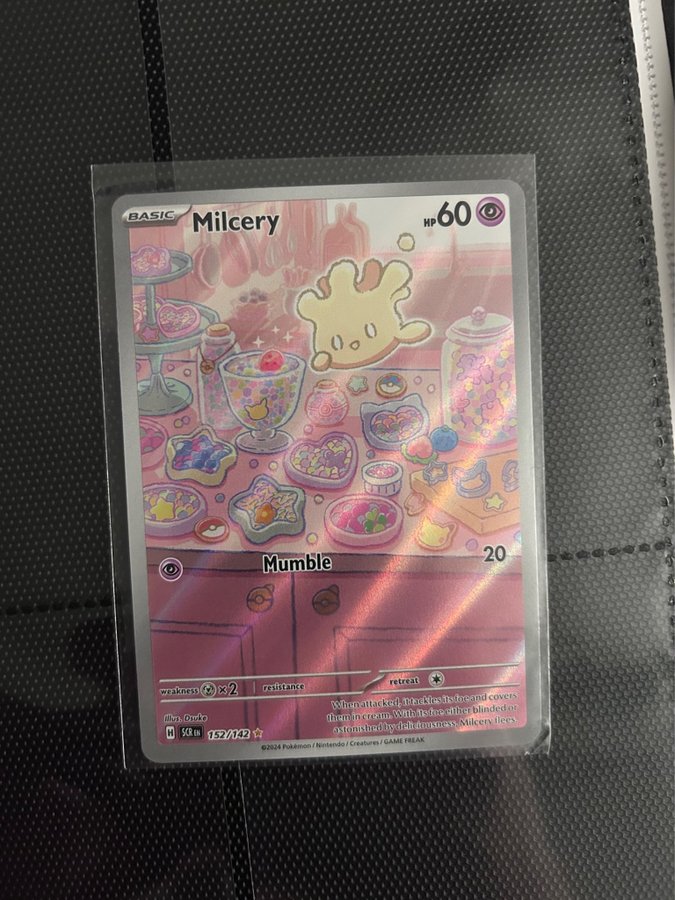 BASIC Milcery HP60
Mumble 20
weakness ×2 resistance retreat
When attacked, it tackles its foe and covers
them in cream. With its foe either blinded or
astonished by deliciousness, Milcery flees.
Illus. Dsuke
H SCR EN 152/142
©2024 Pokémon / Nintendo / Creatures / GAME FREAK